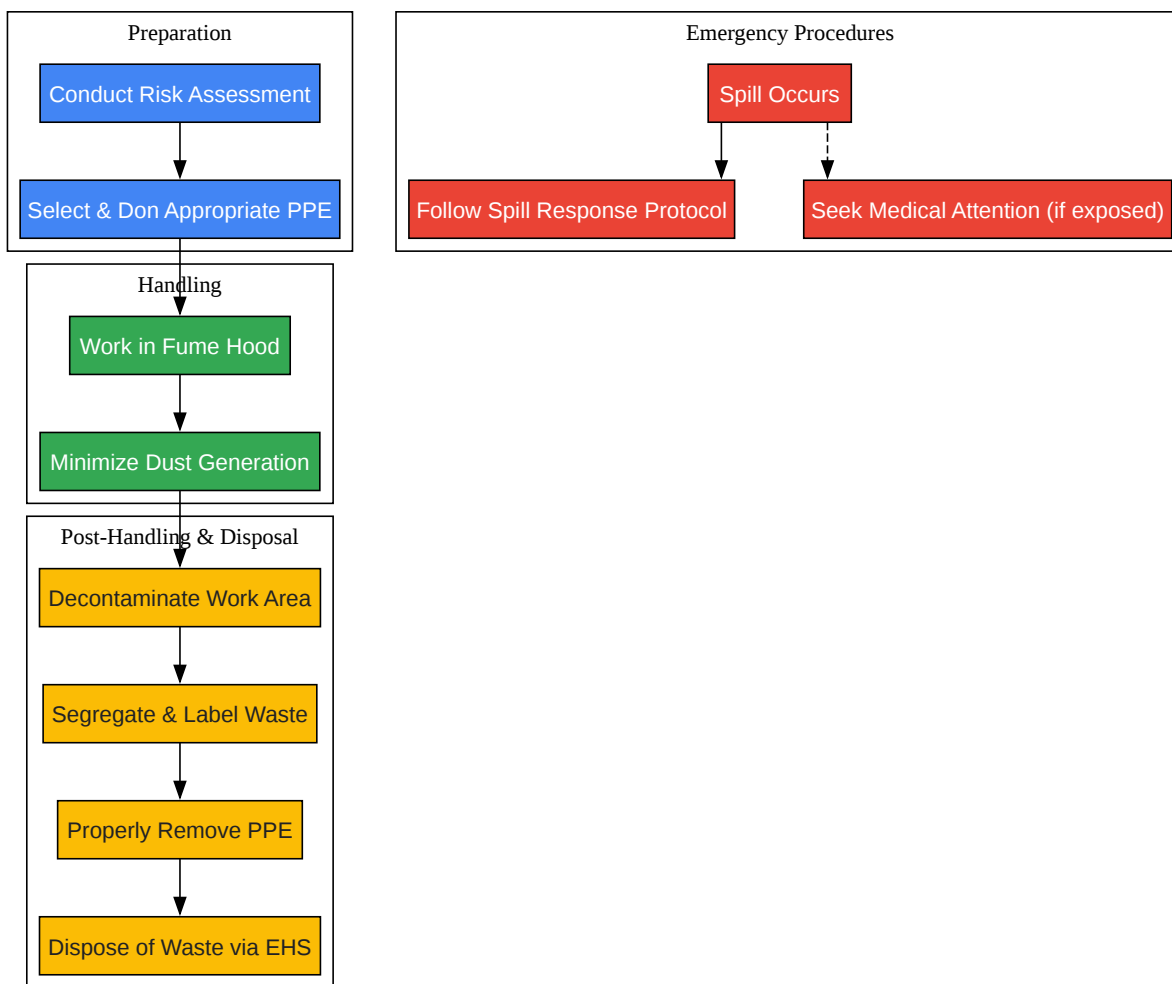 Preparation
Conduct Risk Assessment
Select & Don Appropriate PPE
Handling
Work in Fume Hood
Minimize Dust Generation
Post-Handling & Disposal
Decontaminate Work Area
Segregate & Label Waste
Properly Remove PPE
Dispose of Waste via EHS
Emergency Procedures
Spill Occurs
Follow Spill Response Protocol
Seek Medical Attention (if exposed)